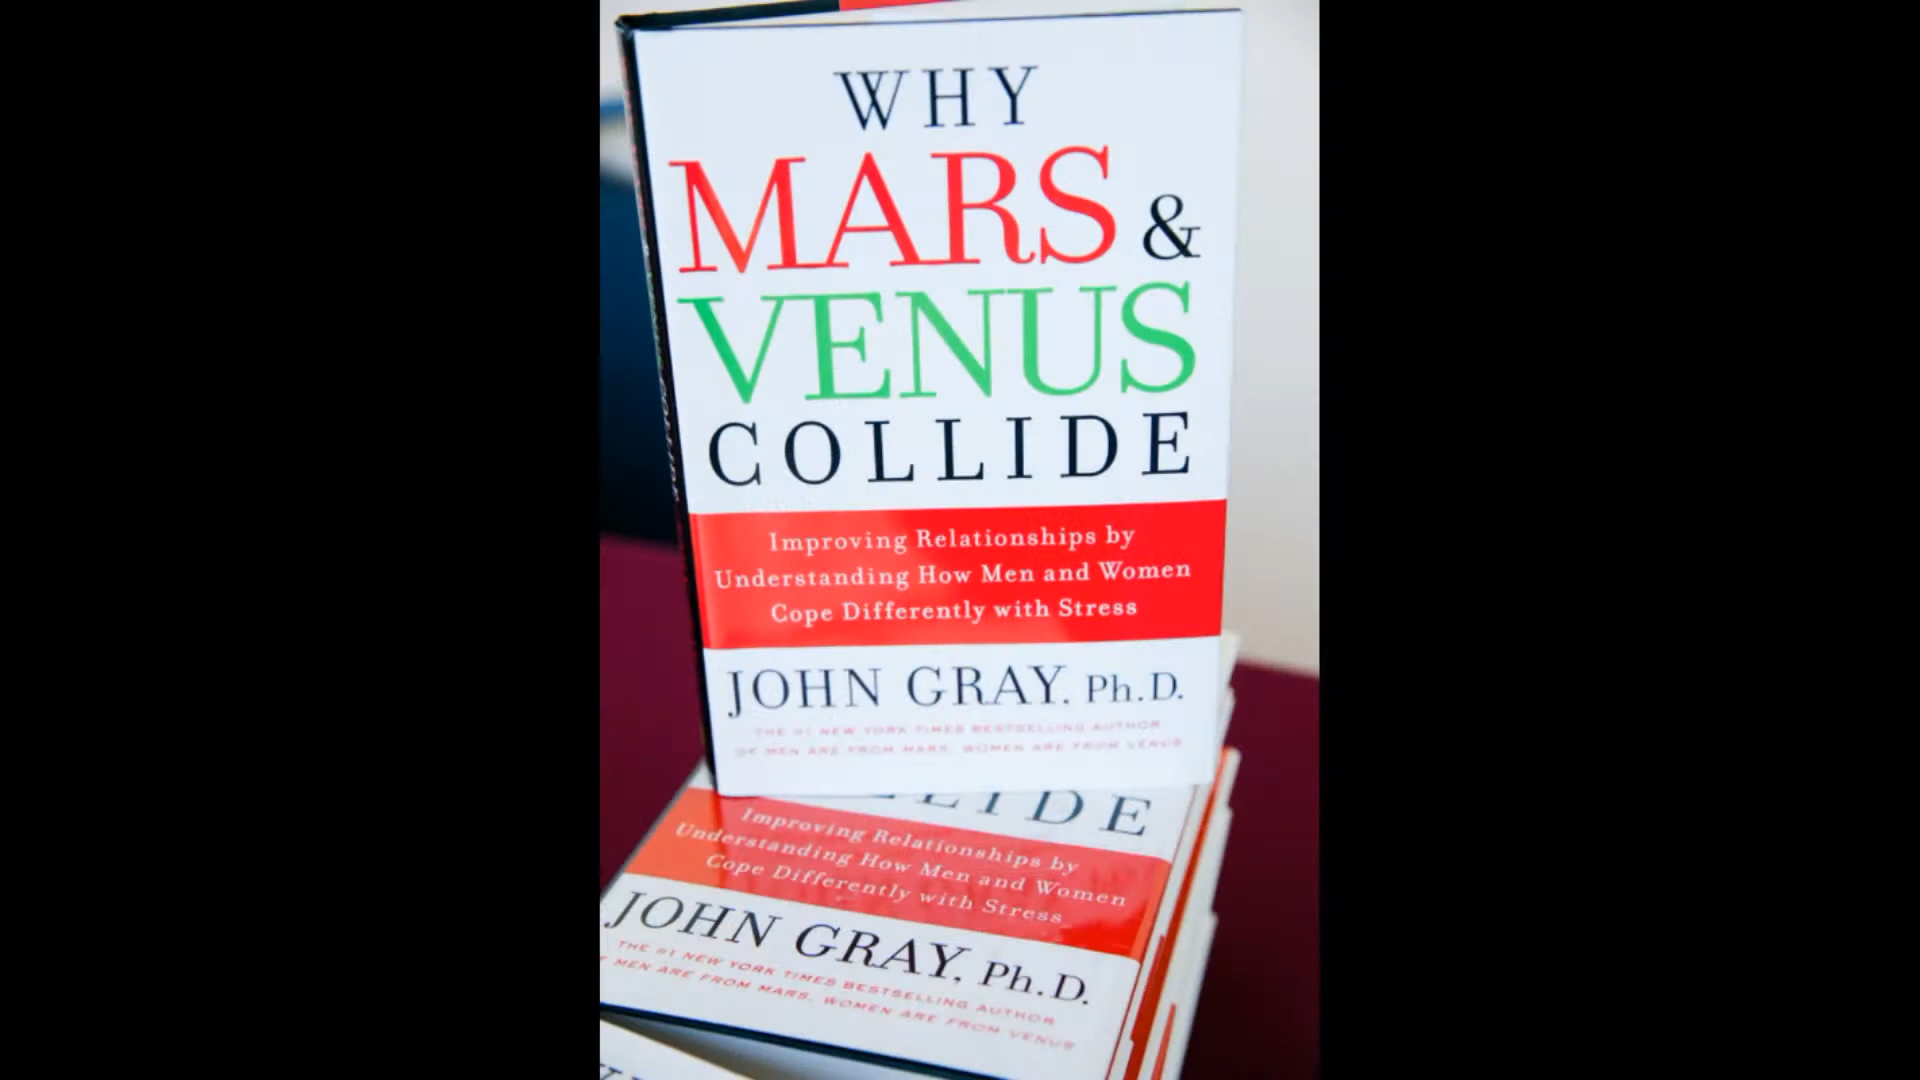 WHY
MARS &
VENUS
COLLIDE
Improving Relationships by
Understanding How Men and Women
Cope Differently with Stress
JOHN GRAY, Ph.D.
THE #1 NEW YORK TIMES BESTSELLING AUTHOR
OF MEN ARE FROM MARS, WOMEN ARE FROM VENUS
LLIDE
Improving Relationships by
Understanding How Men and Women
Cope Differently with Stress
JOHN GRAY, Ph.D.
THE #1 NEW YORK TIMES BESTSELLING AUTHOR
MEN ARE FROM MARS, WOMEN ARE FROM VENUS